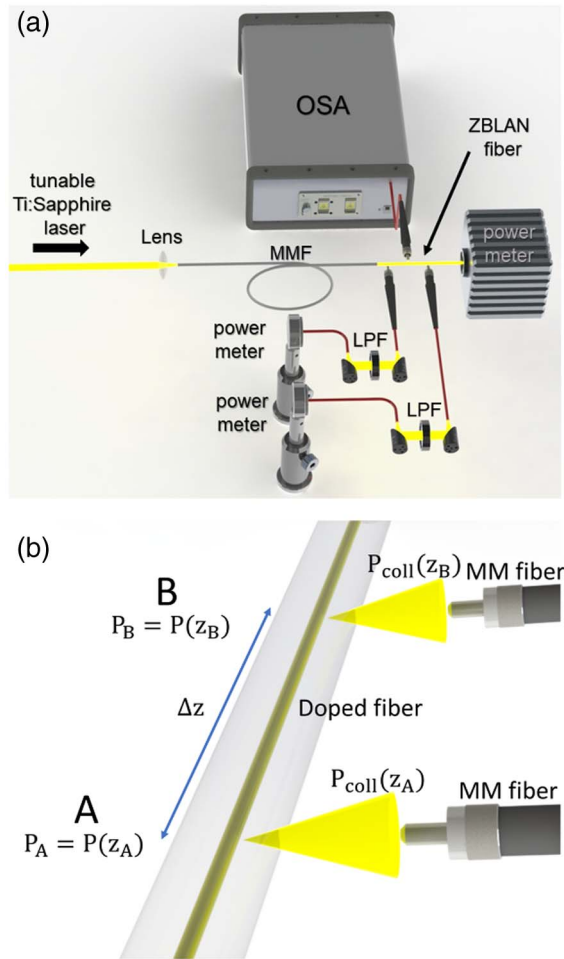 (a)
OSA
ZBLAN
fiber
tunable
Ti:Sapphire
laser
Lens
MMF
power
meter
power
meter
LPF
power
meter
LPF
(b)
B
P_B = P(z_B)
P_coll(z_B)
MM fiber
Δz
Doped fiber
A
P_A = P(z_A)
P_coll(z_A)
MM fiber